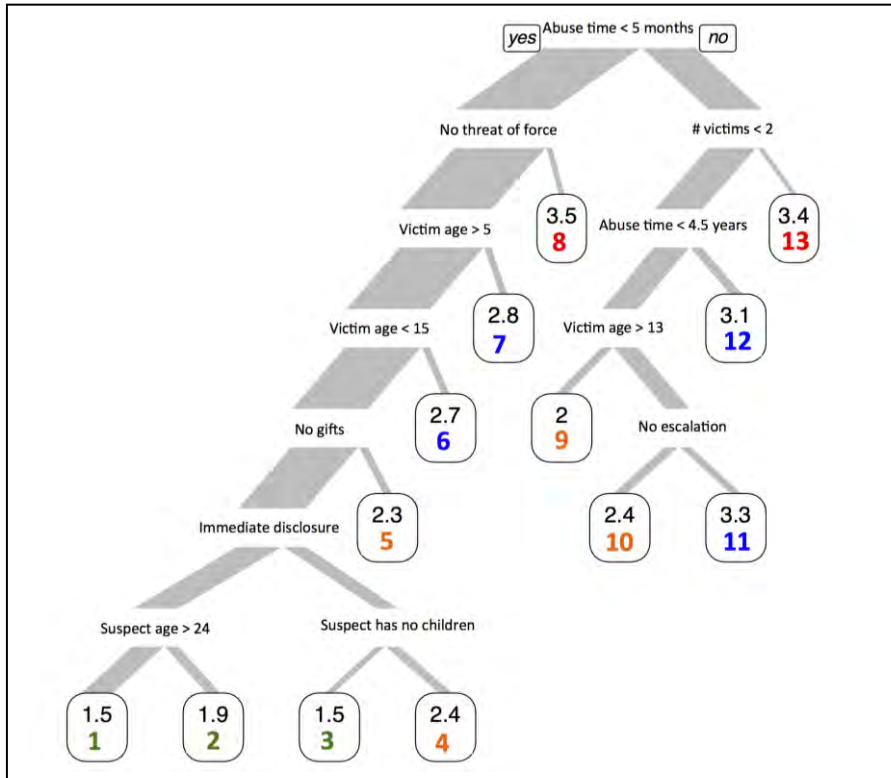 Abuse time < 5 months
yes
no
No threat of force
# victims < 2
Victim age > 5
3.5
8
Abuse time < 4.5 years
3.4
13
Victim age < 15
2.8
7
Victim age > 13
3.1
12
No gifts
2.7
6
2
9
No escalation
Immediate disclosure
2.3
5
2.4
10
3.3
11
Suspect age > 24
Suspect has no children
1.5
1
1.9
2
1.5
3
2.4
4